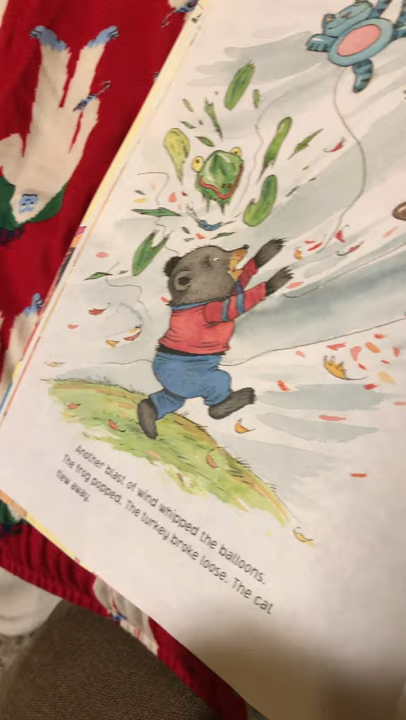 Another blast of wind whipped the balloons.
The frog popped. The turkey broke loose. The cat
flew away.